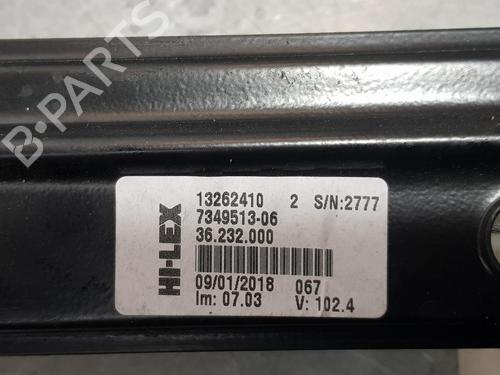 B-PARTS
HI-LEX
13262410 2 S/N:2777
7349513-06
36.232.000
09/01/2018 067
Im: 07.03 V: 102.4